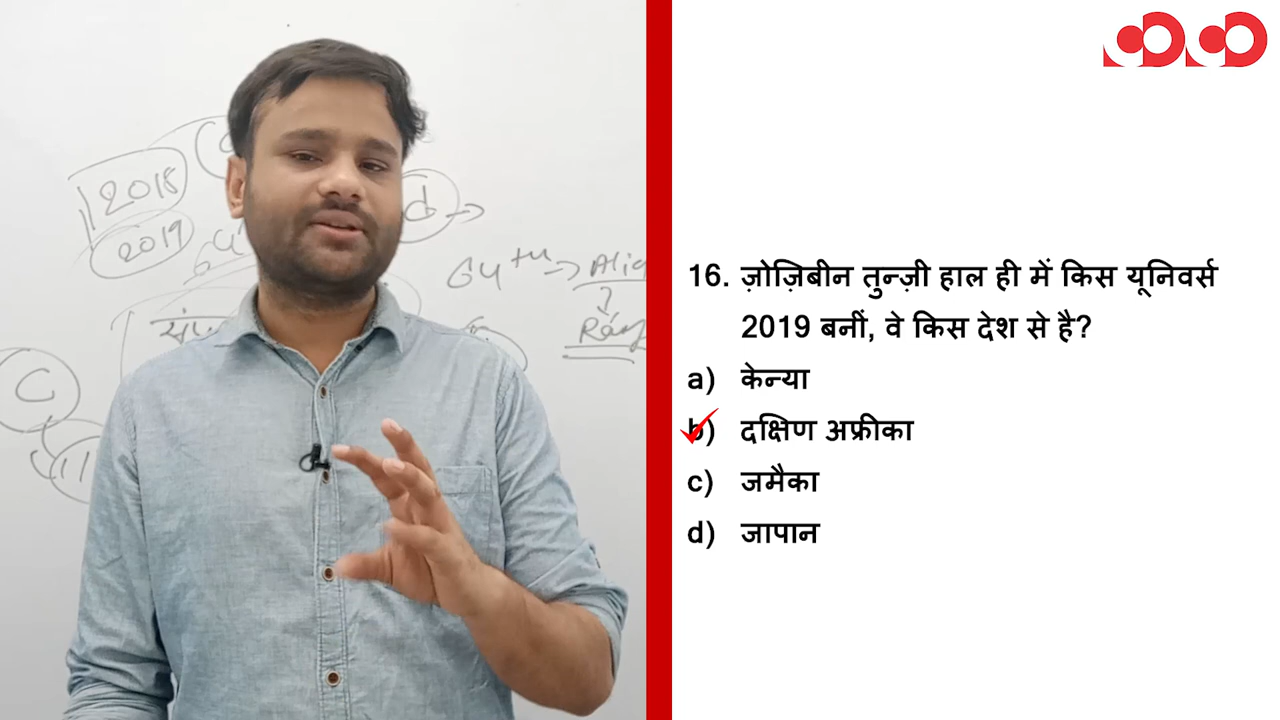 2018
2019
d
C
16. ज़ोज़िबीन तुन्ज़ी हाल ही में किस यूनिवर्स
2019 बनीं, वे किस देश से है?
a) केन्या
b) दक्षिण अफ्रीका
c) जमैका
d) जापान